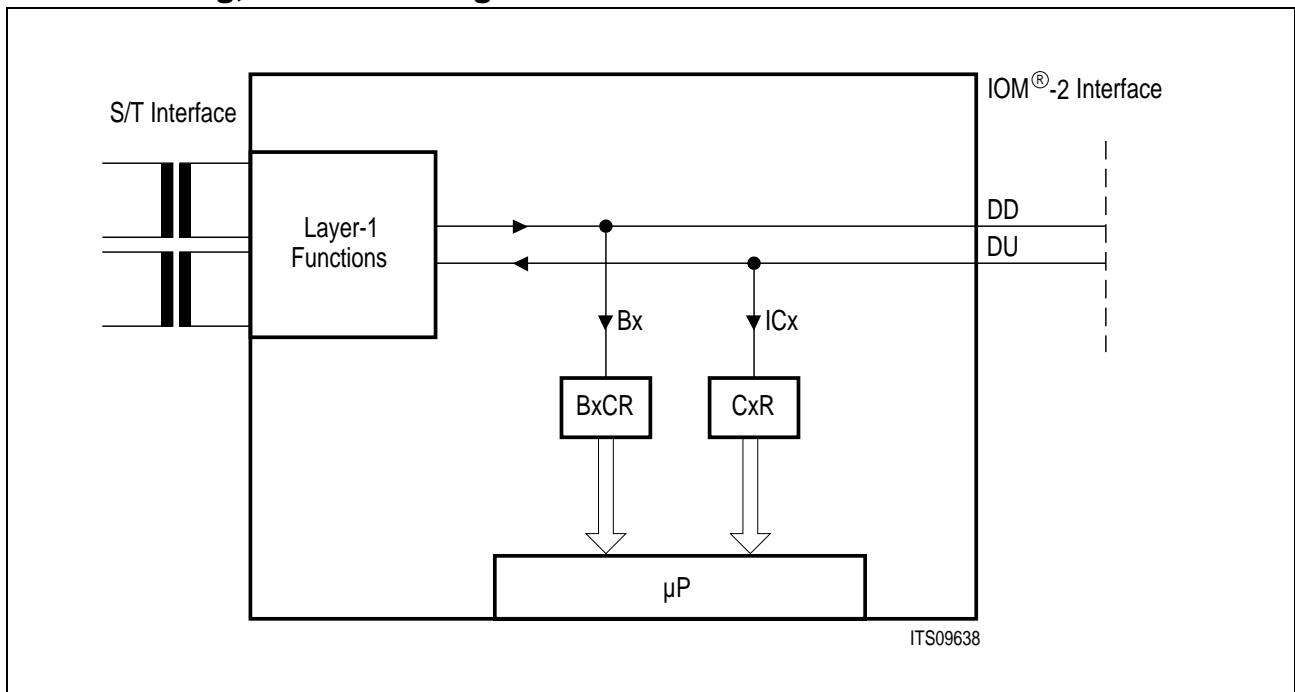 S/T Interface
IOM®-2 Interface
Layer-1
Functions
DD
DU
Bx
ICx
BxCR
CxR
µP
ITS09638